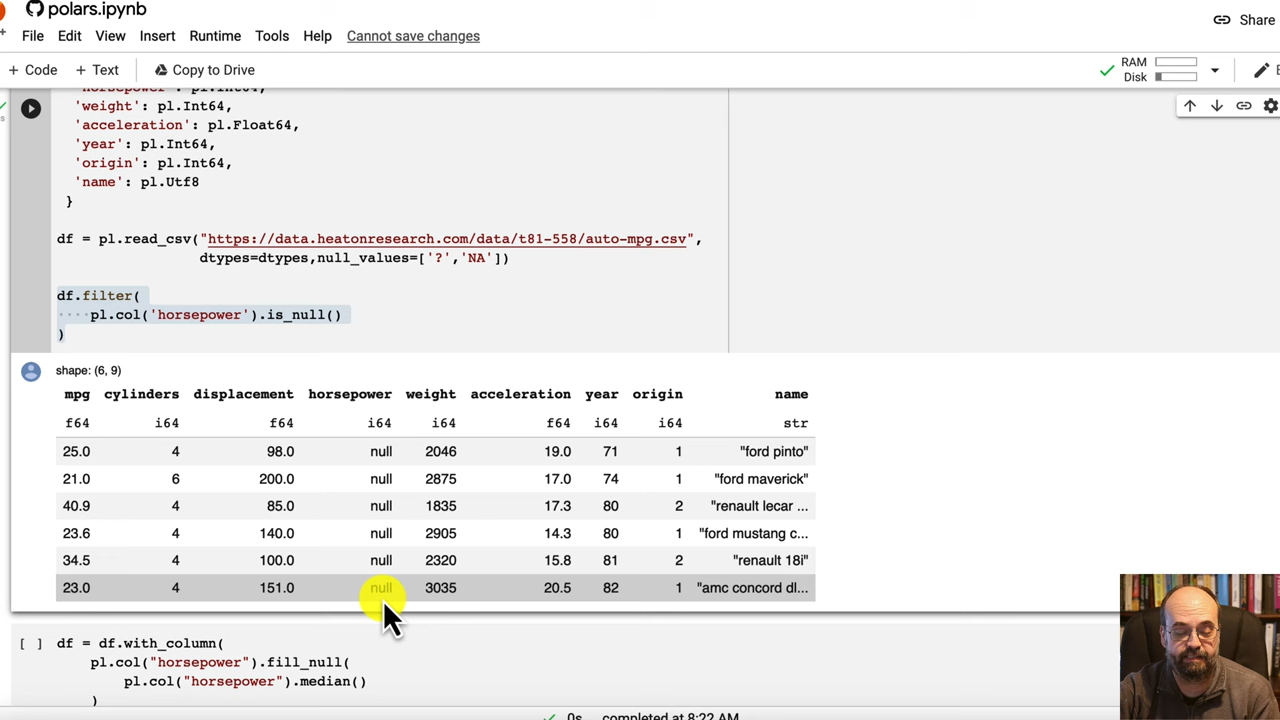 polars.ipynb
Share
File Edit View Insert Runtime Tools Help Cannot save changes
+ Code + Text Copy to Drive
RAM
Disk
'weight': pl.Int64,
'acceleration': pl.Float64,
'year': pl.Int64,
'origin': pl.Int64,
'name': pl.Utf8
}
df = pl.read_csv("https://data.heatonresearch.com/data/t81-558/auto-mpg.csv",
dtypes=dtypes,null_values=['?','NA'])
df.filter(
pl.col('horsepower').is_null()
)
shape: (6, 9)
mpg cylinders displacement horsepower weight acceleration year origin name
f64 i64 f64 i64 i64 f64 i64 i64 str
25.0 4 98.0 null 2046 19.0 71 1 "ford pinto"
21.0 6 200.0 null 2875 17.0 74 1 "ford maverick"
40.9 4 85.0 null 1835 17.3 80 2 "renault lecar ...
23.6 4 140.0 null 2905 14.3 80 1 "ford mustang c...
34.5 4 100.0 null 2320 15.8 81 2 "renault 18i"
23.0 4 151.0 null 3035 20.5 82 1 "amc concord dl...
[ ] df = df.with_column(
pl.col("horsepower").fill_null(
pl.col("horsepower").median()
)
0s completed at 8:22 AM